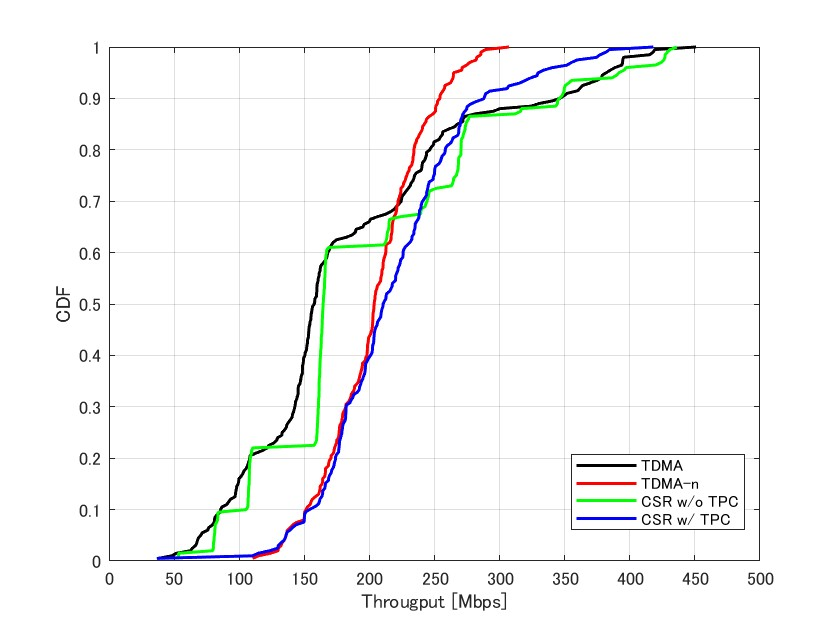 1
0.9
0.8
0.7
0.6
0.5
0.4
0.3
0.2
0.1
0
CDF
TDMA
TDMA-n
CSR w/o TPC
CSR w/ TPC
0 50 100 150 200 250 300 350 400 450 500
Througput [Mbps]